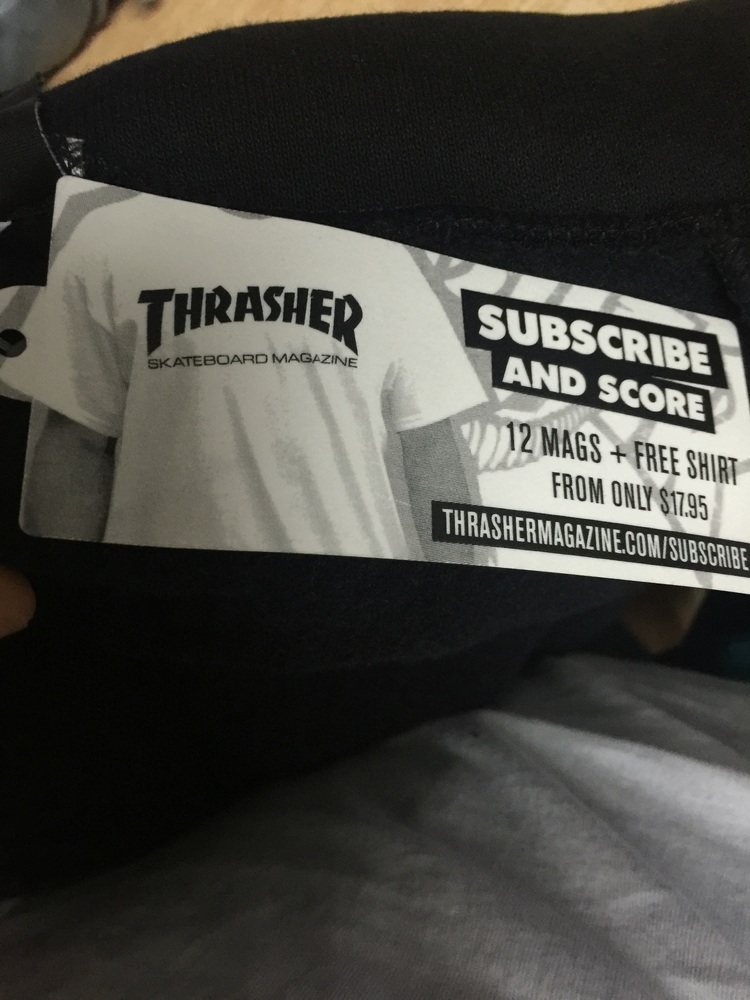 THRASHER
SKATEBOARD MAGAZINE
SUBSCRIBE
AND SCORE
12 MAGS + FREE SHIRT
FROM ONLY $17.95
THRASHERMAGAZINE.COM/SUBSCRIBE